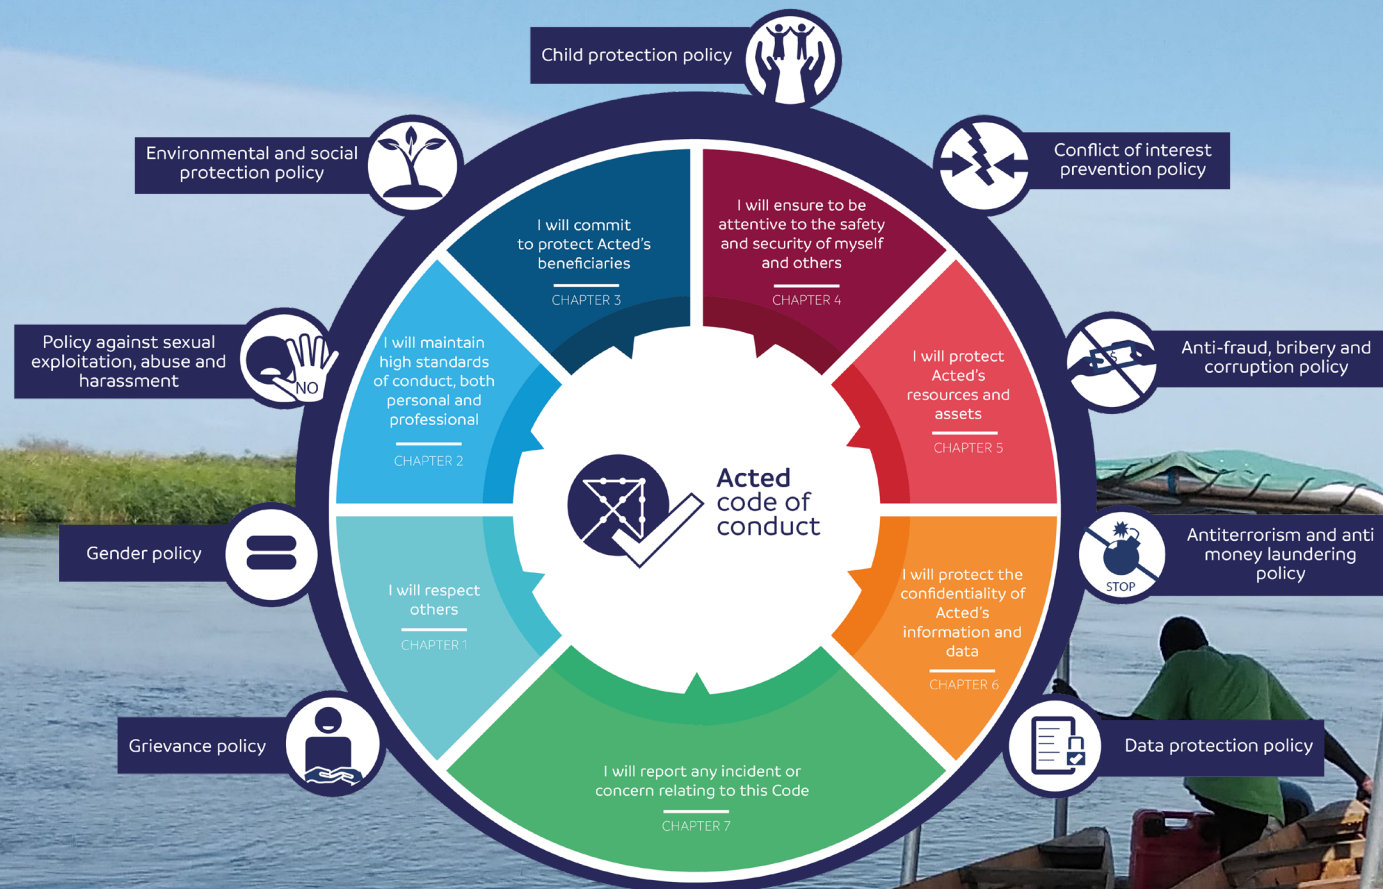 Child protection policy
Environmental and social
protection policy
Conflict of interest
prevention policy
I will commit
to protect Acted's
beneficiaries
CHAPTER 3
I will ensure to be
attentive to the safety
and security of myself
and others
CHAPTER 4
Policy against sexual
exploitation, abuse and
harassment
NO
I will maintain
high standards
of conduct, both
personal and
professional
CHAPTER 2
I will protect
Acted's
resources and
assets
CHAPTER 5
$
Anti-fraud, bribery and
corruption policy
Acted
code of
conduct
Gender policy
I will respect
others
CHAPTER 1
I will protect the
confidentiality of
Acted's
information and
data
CHAPTER 6
STOP
Antiterrorism and anti
money laundering
policy
Grievance policy
I will report any incident or
concern relating to this Code
CHAPTER 7
Data protection policy